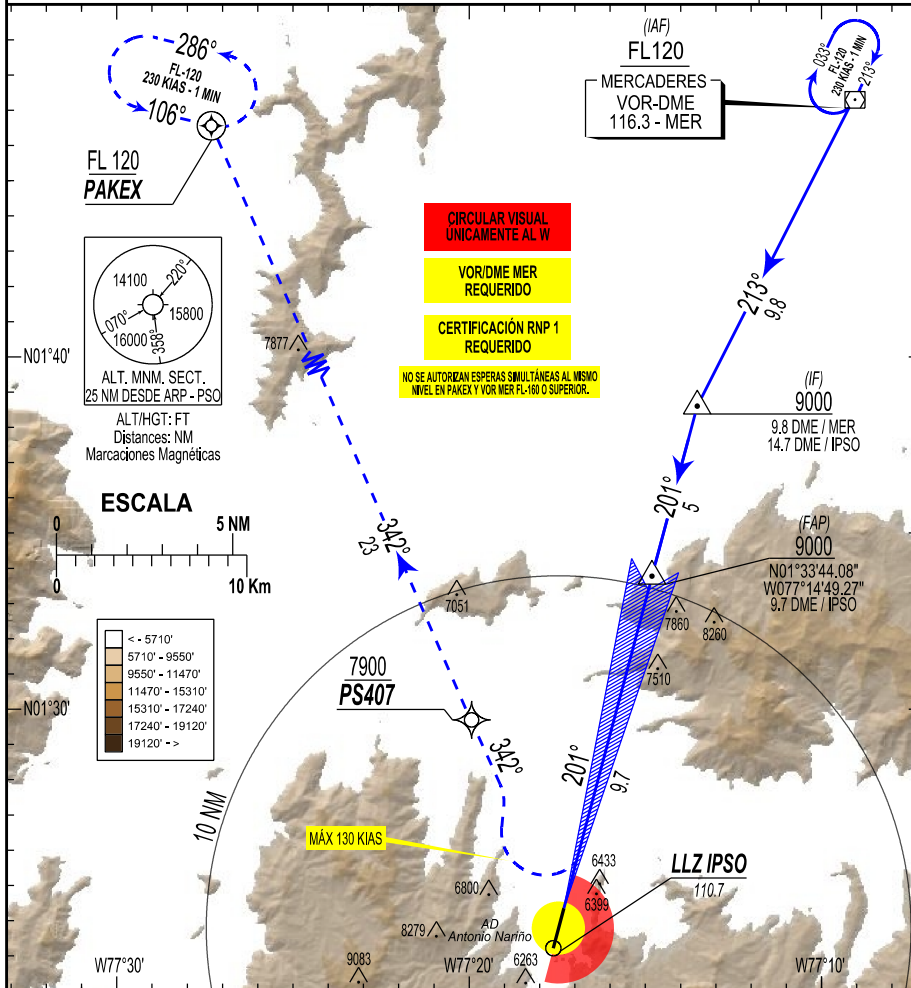 286°
FL-120
230 KIAS - 1 MIN
106°
FL 120
PAKEX
(IAF)
FL120
MERCADERES
VOR-DME
116.3 - MER
033°
FL-120
230 KIAS - 1 MIN
213°
CIRCULAR VISUAL
ÚNICAMENTE AL W
VOR/DME MER
REQUERIDO
CERTIFICACIÓN RNP 1
REQUERIDO
NO SE AUTORIZAN ESPERAS SIMULTÁNEAS AL MISMO
NIVEL EN PAKEX Y VOR MER FL-160 O SUPERIOR.
213°
9.8
14100
220°
15800
070°
16000
358°
ALT. MNM. SECT.
25 NM DESDE ARP - PSO
ALT/HGT: FT
Distances: NM
Marcaciones Magnéticas
7877
N01°40'
(IF)
9000
9.8 DME / MER
14.7 DME / IPSO
ESCALA
0
5 NM
0
10 Km
201°
5
(FAP)
9000
N01°33'44.08"
W077°14'49.27"
9.7 DME / IPSO
342°
23
7051
7860
8260
7510
< - 5710'
5710' - 9550'
9550' - 11470'
11470' - 15310'
15310' - 17240'
17240' - 19120'
19120' - >
N01°30'
7900
PS407
342°
201°
9.7
10 NM
MÁX 130 KIAS
6433
6399
LLZ IPSO
110.7
6800
8279
AD
Antonio Nariño
9083
6263
W77°30'
W77°20'
W77°10'